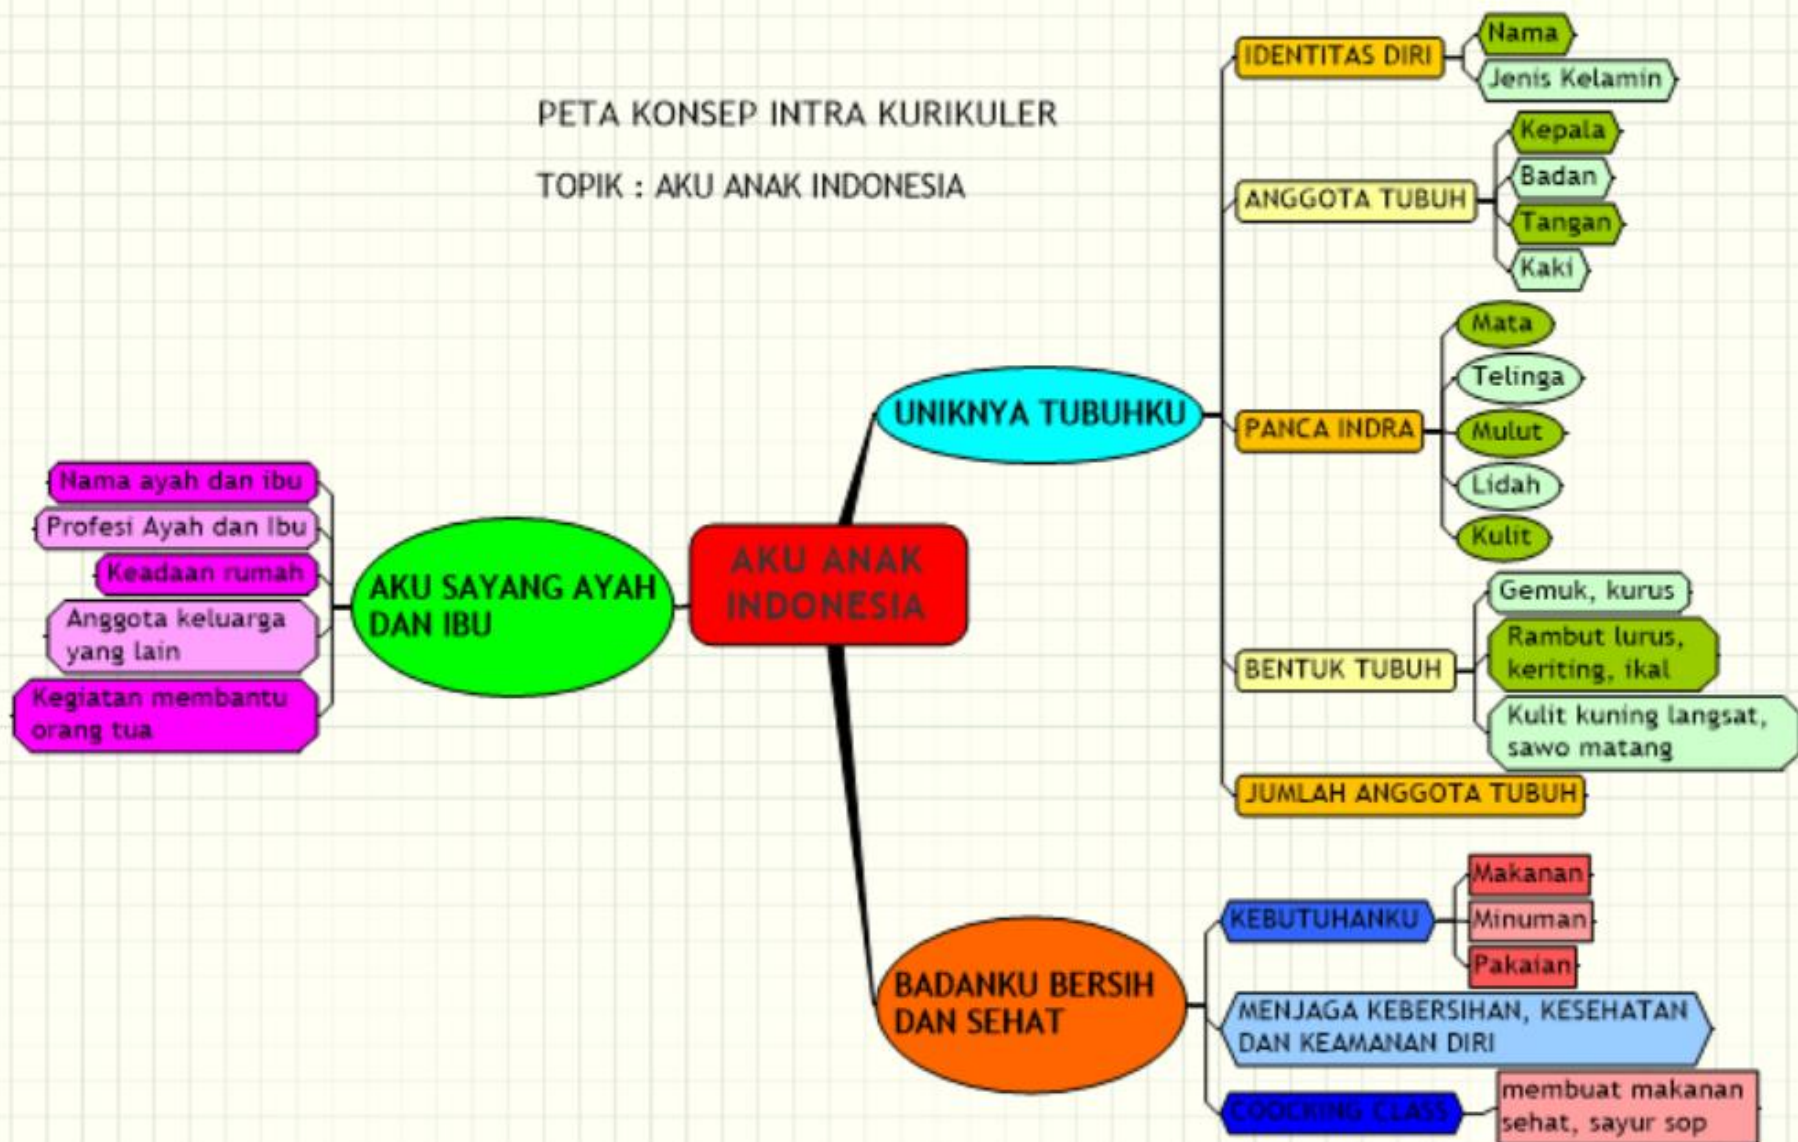 PETA KONSEP INTRA KURIKULER
TOPIK : AKU ANAK INDONESIA
AKU ANAK
INDONESIA
UNIKNYA TUBUHKU
IDENTITAS DIRI
Nama
Jenis Kelamin
ANGGOTA TUBUH
Kepala
Badan
Tangan
Kaki
PANCA INDRA
Mata
Telinga
Mulut
Lidah
Kulit
BENTUK TUBUH
Gemuk, kurus
Rambut lurus,
keriting, ikal
Kulit kuning langsat,
sawo matang
JUMLAH ANGGOTA TUBUH
BADANKU BERSIH
DAN SEHAT
KEBUTUHANKU
Makanan
Minuman
Pakaian
MENJAGA KEBERSIHAN, KESEHATAN
DAN KEAMANAN DIRI
COOCKING CLASS
membuat makanan
sehat, sayur sop
AKU SAYANG AYAH
DAN IBU
Nama ayah dan ibu
Profesi Ayah dan Ibu
Keadaan rumah
Anggota keluarga
yang lain
Kegiatan membantu
orang tua